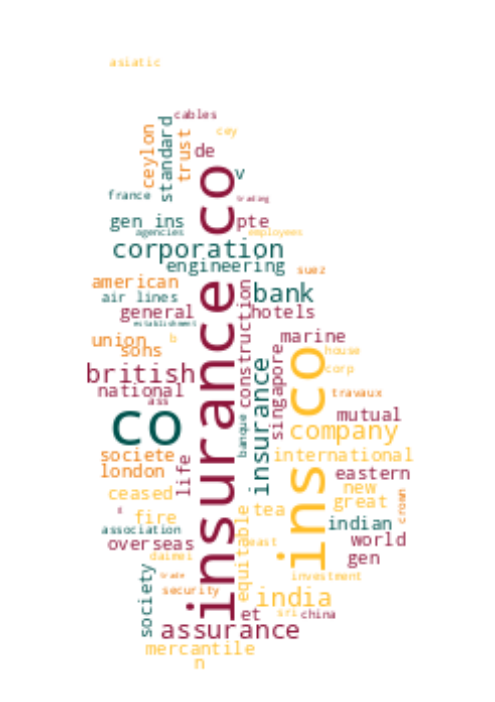 asiatic
cables
cey
ceylon
standard
trust
de
v
france
trading
gen ins
pte
agencies
employees
corporation
engineering
suez
american
bank
air lines
general
hotels
establishment
construction
union
b
marine
sons
house
british
corp
national
travaux
ass
co
mutual
insurance co
ins co
insurance
singapore
banque
company
societe
international
london
life
eastern
ceased
new
great
crown
fire
tea
indian
association
world
overseas
east
gen
daimei
equitable
trade
investment
security
india
society
et
sri
china
assurance
mercantile
n